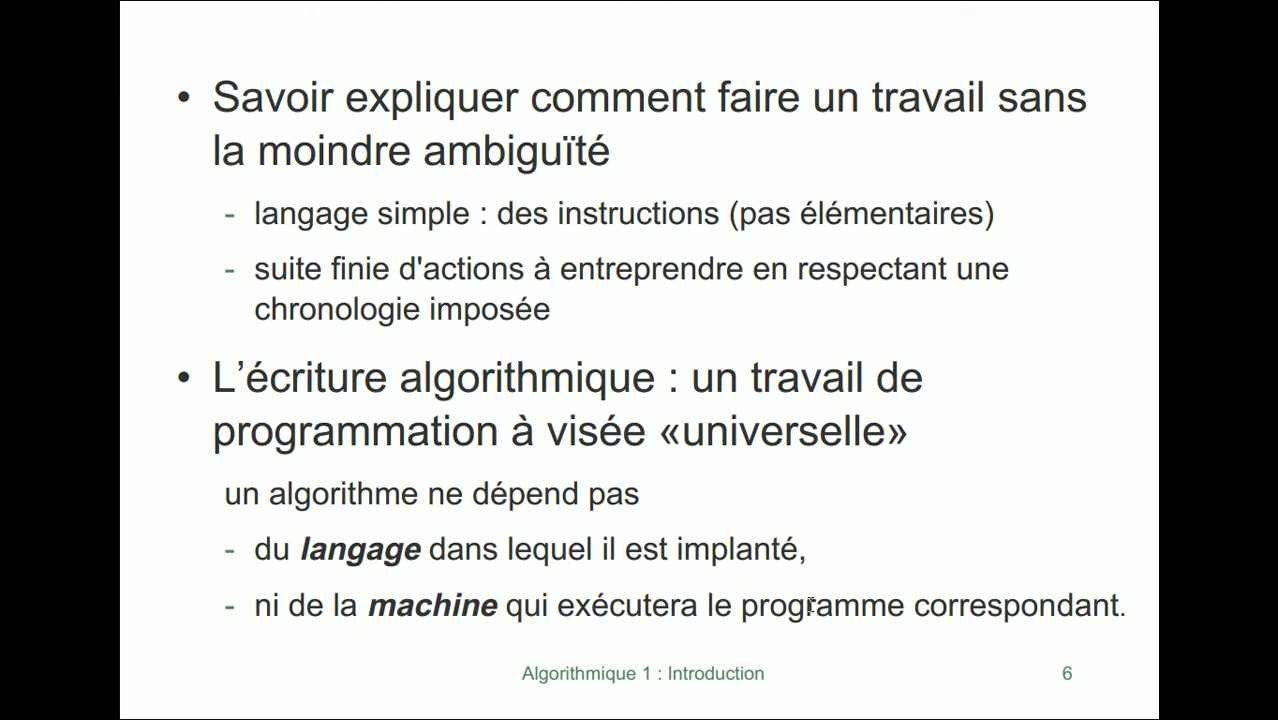 • Savoir expliquer comment faire un travail sans
la moindre ambiguïté
- langage simple : des instructions (pas élémentaires)
- suite finie d'actions à entreprendre en respectant une
chronologie imposée
• L’écriture algorithmique : un travail de
programmation à visée «universelle»
un algorithme ne dépend pas
- du langage dans lequel il est implanté,
- ni de la machine qui exécutera le programme correspondant.
Algorithmique 1 : Introduction 6